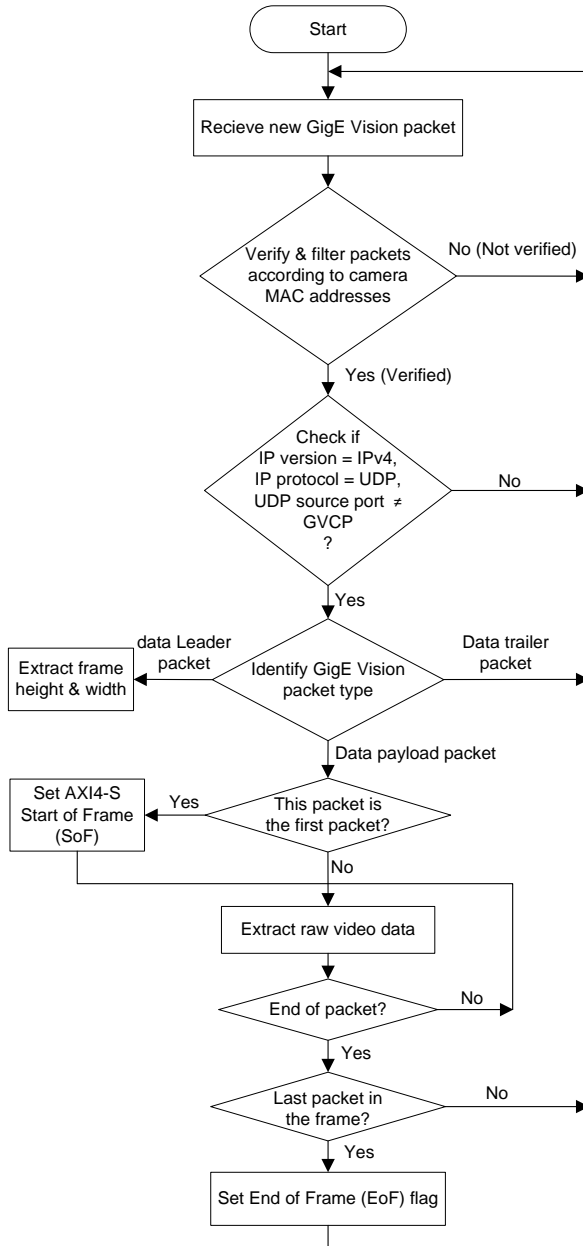 Start
Recieve new GigE Vision packet
Verify & filter packets
according to camera
MAC addresses
No (Not verified)
Yes (Verified)
Check if
IP version = IPv4,
IP protocol = UDP,
UDP source port ≠
GVCP
?
No
Yes
data Leader
packet
Data trailer
packet
Extract frame
height & width
Identify GigE Vision
packet type
Data payload packet
Set AXI4-S
Start of Frame
(SoF)
Yes
This packet is
the first packet?
No
Extract raw video data
End of packet?
No
Yes
Last packet in
the frame?
No
Yes
Set End of Frame (EoF) flag